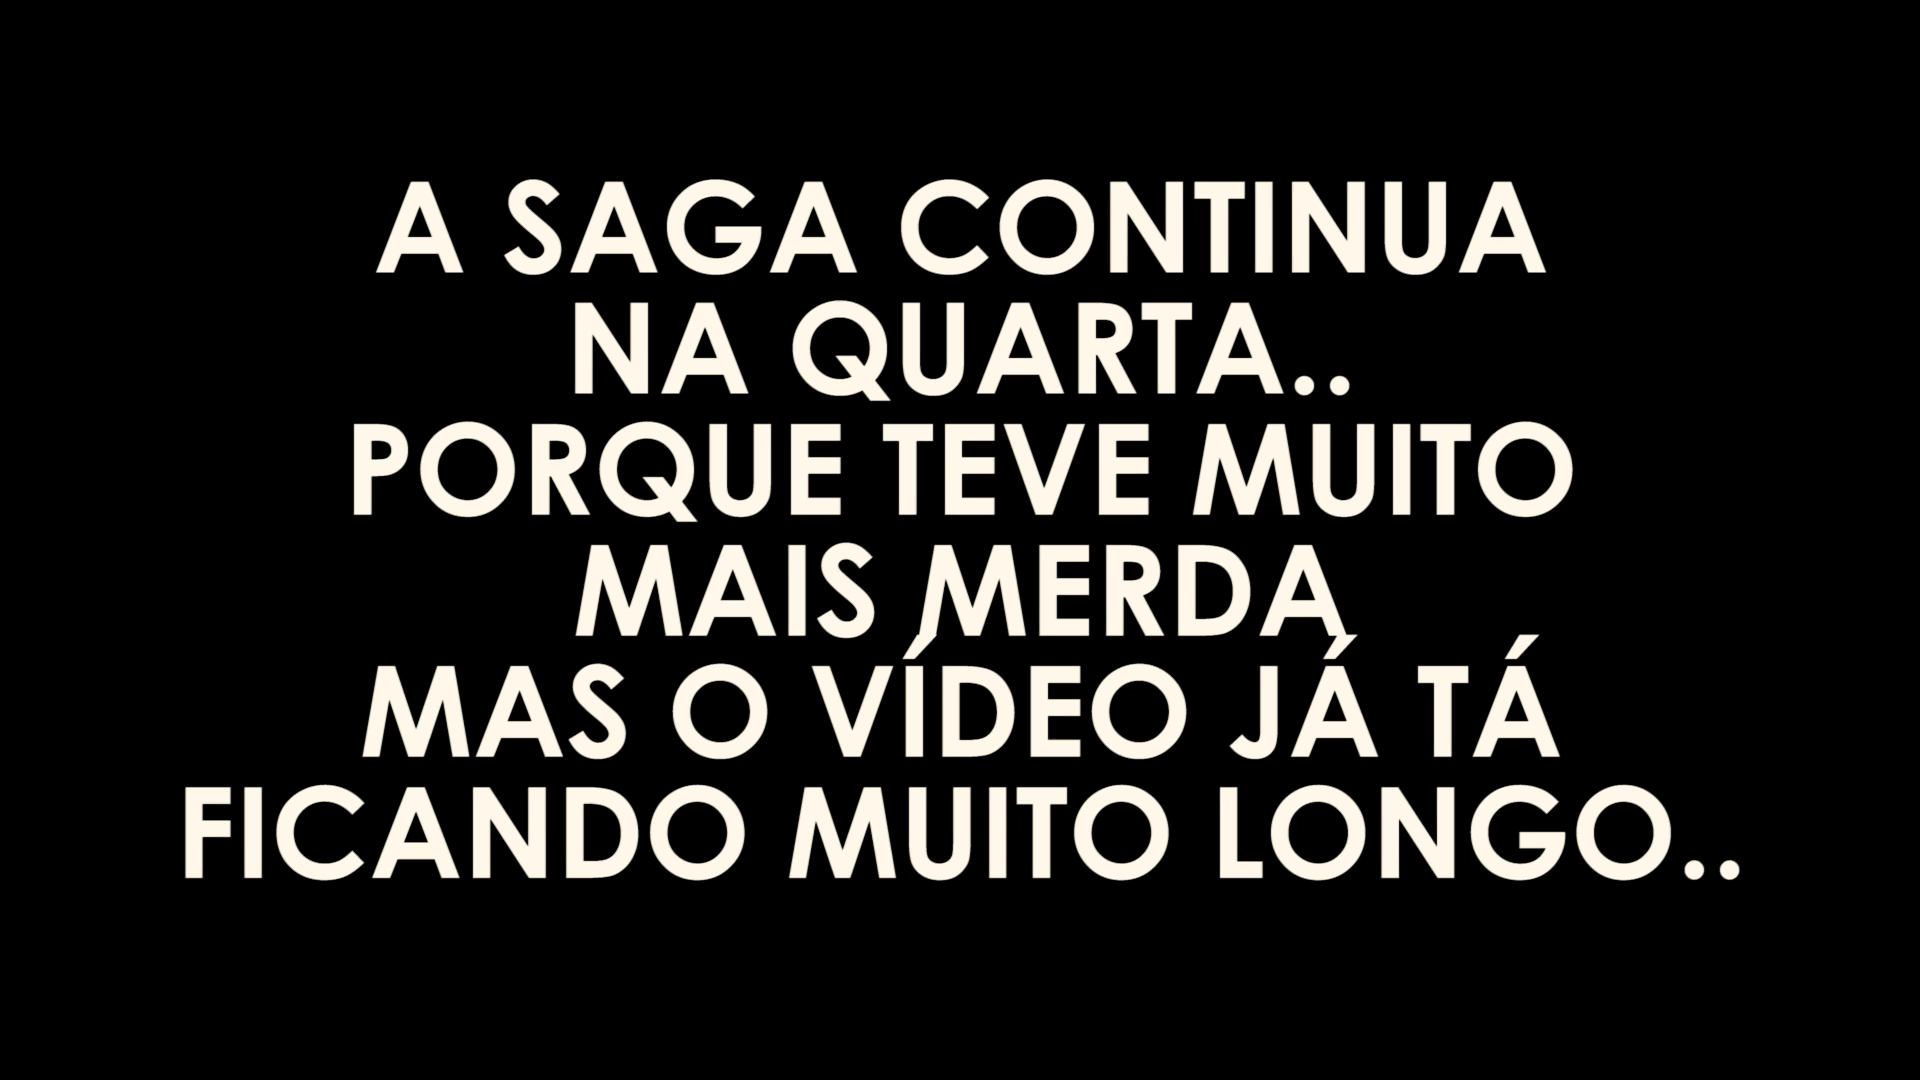 A SAGA CONTINUA
NA QUARTA..
PORQUE TEVE MUITO
MAIS MERDA
MAS O VÍDEO JÁ TÁ
FICANDO MUITO LONGO..